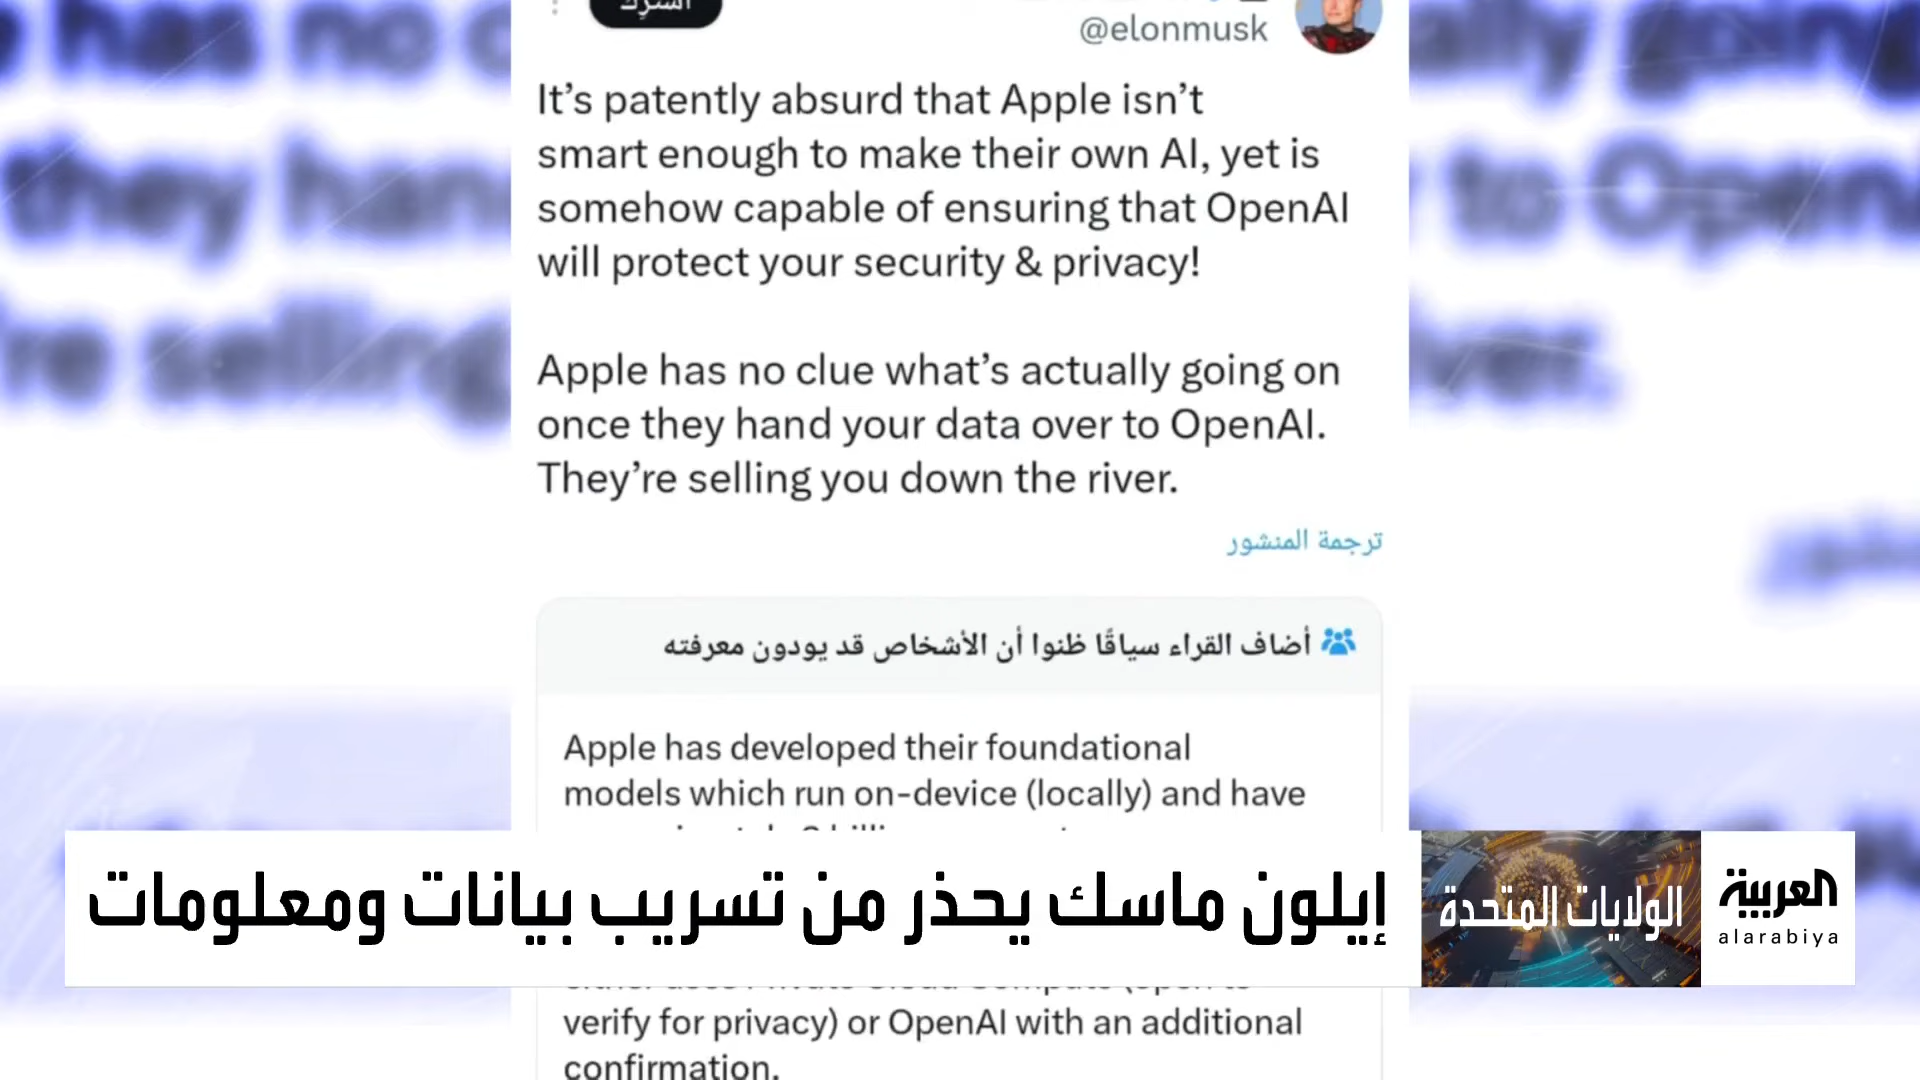 اشترك
@elonmusk
It’s patently absurd that Apple isn’t
smart enough to make their own AI, yet is
somehow capable of ensuring that OpenAI
will protect your security & privacy!
Apple has no clue what’s actually going on
once they hand your data over to OpenAI.
They’re selling you down the river.
ترجمة المنشور
أضاف القراء سياقًا ظنوا أن الأشخاص قد يودون معرفته
Apple has developed their foundational
models which run on-device (locally) and have
إيلون ماسك يحذر من تسريب بيانات ومعلومات
الولايات المتحدة
العربية
alarabiya
verify for privacy) or OpenAI with an additional
confirmation.